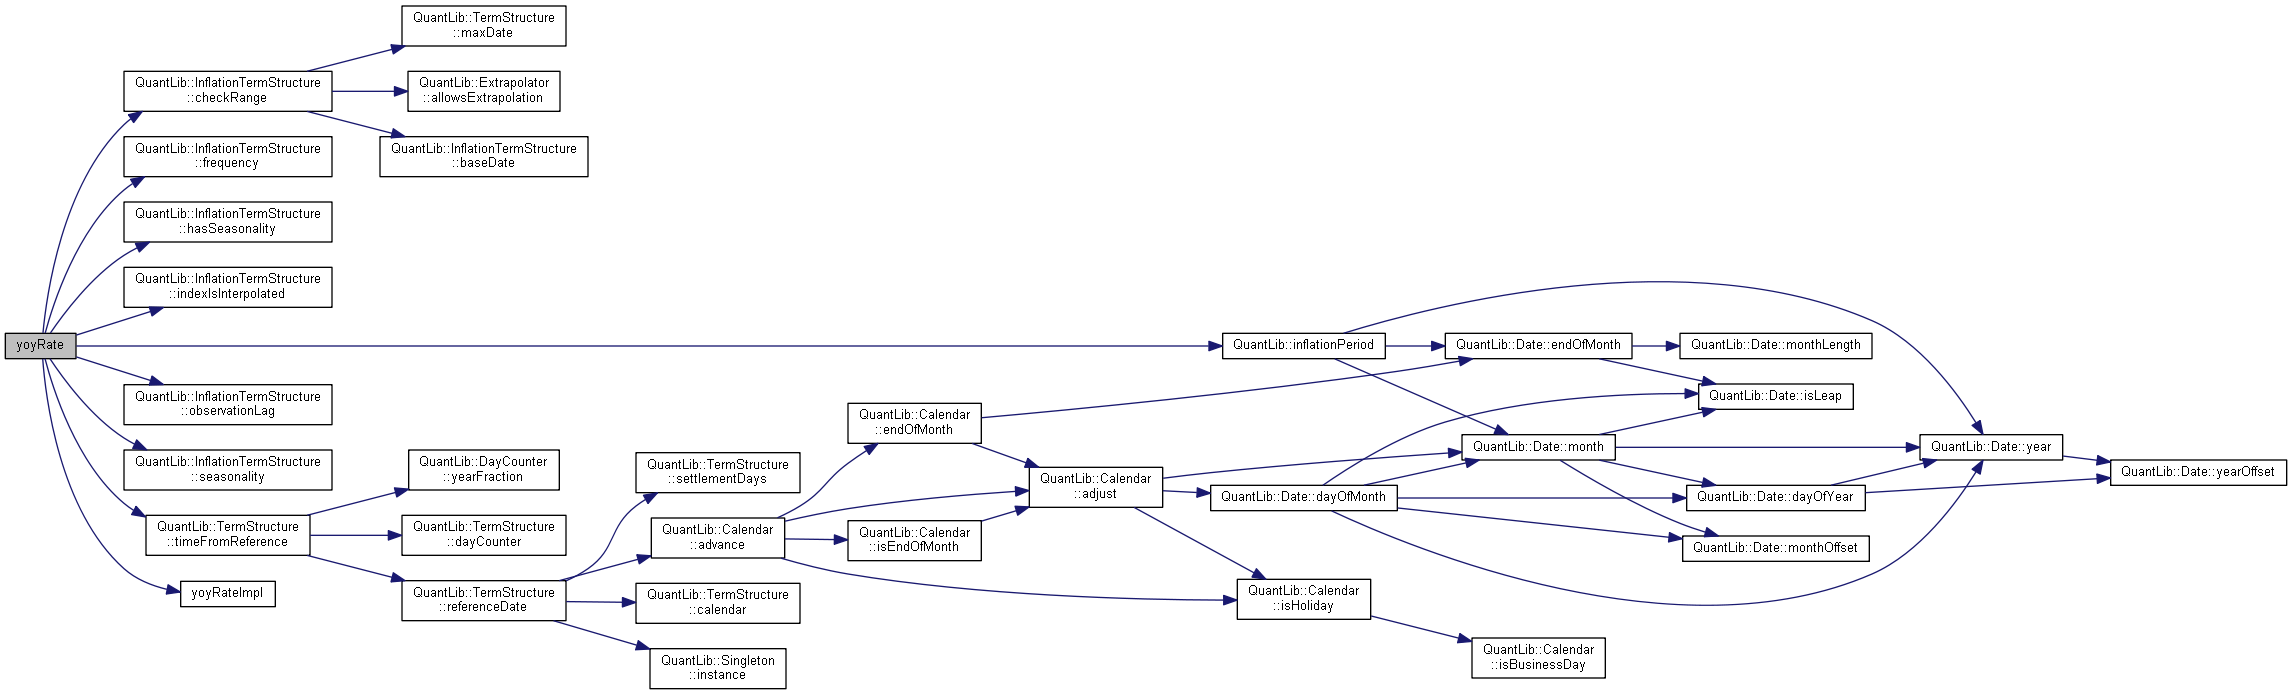 QuantLib::TermStructure
::maxDate
QuantLib::InflationTermStructure
::checkRange
QuantLib::Extrapolator
::allowsExtrapolation
QuantLib::InflationTermStructure
::frequency
QuantLib::InflationTermStructure
::baseDate
QuantLib::InflationTermStructure
::hasSeasonality
QuantLib::InflationTermStructure
::indexIsInterpolated
yoyRate
QuantLib::inflationPeriod
QuantLib::Date::endOfMonth
QuantLib::Date::monthLength
QuantLib::InflationTermStructure
::observationLag
QuantLib::Date::isLeap
QuantLib::Calendar
::endOfMonth
QuantLib::Date::month
QuantLib::Date::year
QuantLib::InflationTermStructure
::seasonality
QuantLib::DayCounter
::yearFraction
QuantLib::TermStructure
::settlementDays
QuantLib::Calendar
::adjust
QuantLib::Date::dayOfMonth
QuantLib::Date::dayOfYear
QuantLib::Date::yearOffset
QuantLib::TermStructure
::timeFromReference
QuantLib::TermStructure
::dayCounter
QuantLib::Calendar
::advance
QuantLib::Calendar
::isEndOfMonth
QuantLib::Date::monthOffset
yoyRateImpl
QuantLib::TermStructure
::referenceDate
QuantLib::TermStructure
::calendar
QuantLib::Calendar
::isHoliday
QuantLib::Singleton
::instance
QuantLib::Calendar
::isBusinessDay